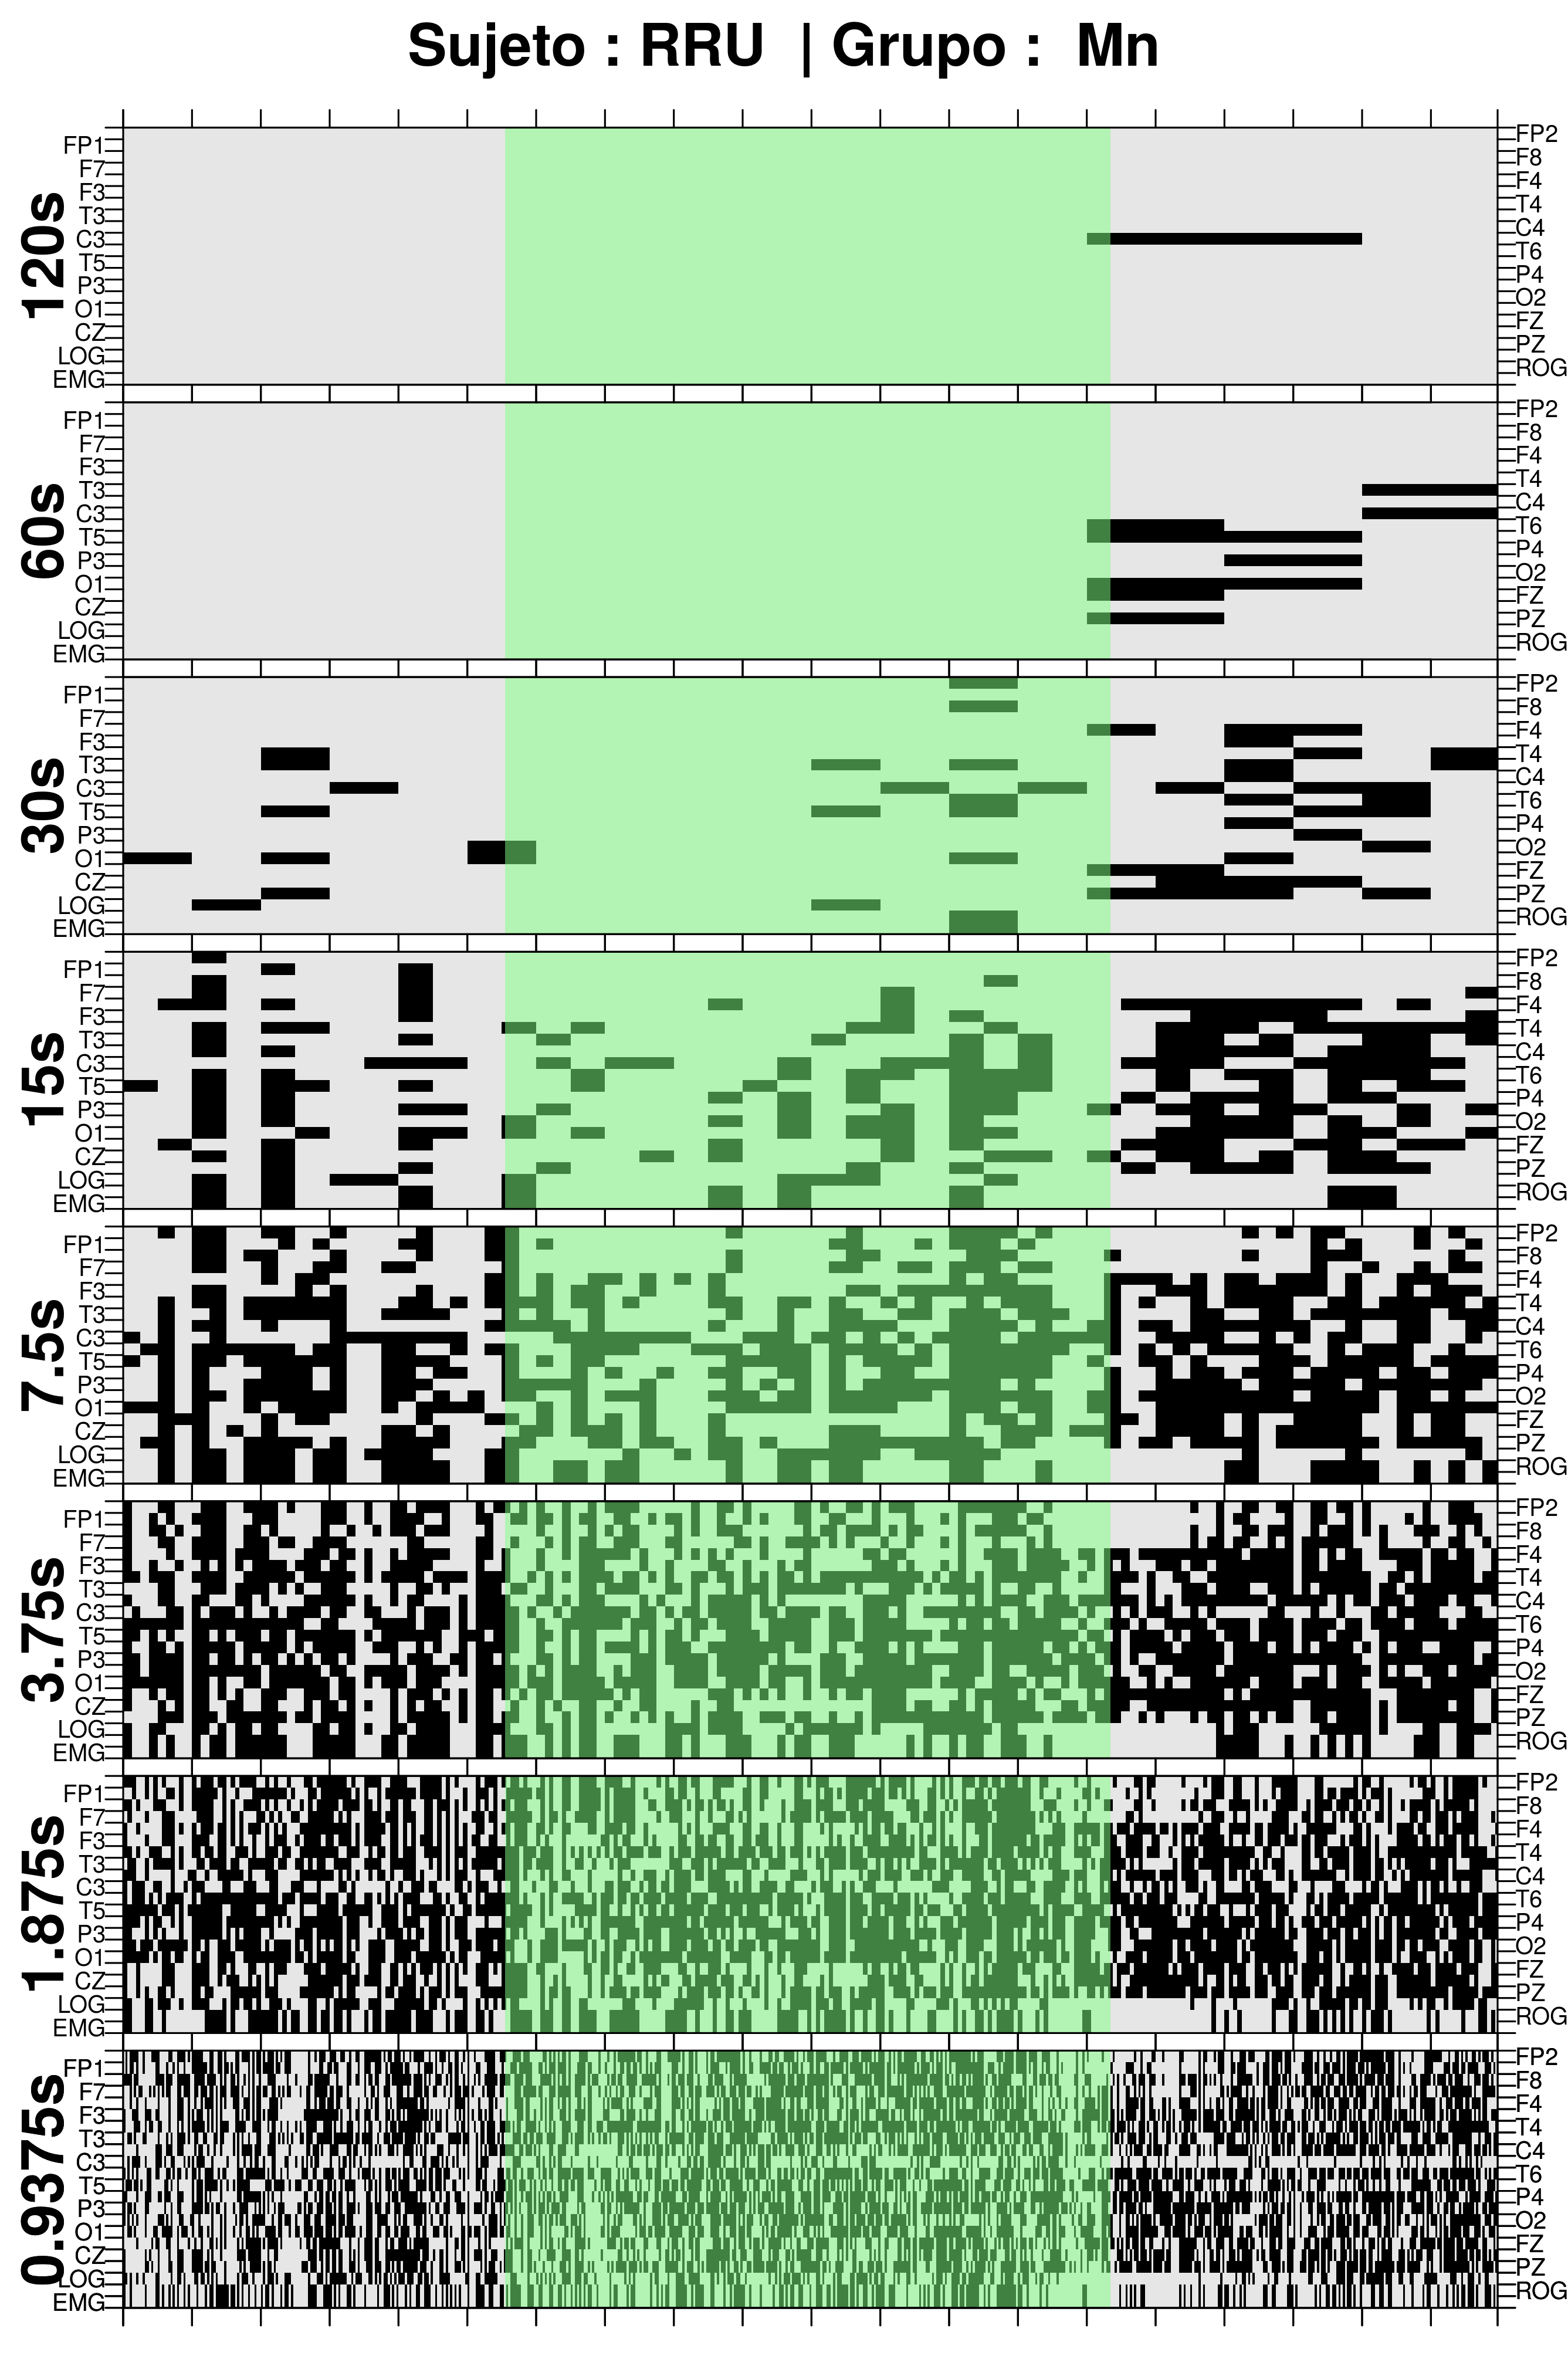 Sujeto : RRU | Grupo : Mn
120s
FP1
F7
F3
T3
C3
T5
P3
O1
CZ
LOG
EMG
FP2
F8
F4
T4
C4
T6
P4
O2
FZ
PZ
ROG
60s
FP1
F7
F3
T3
C3
T5
P3
O1
CZ
LOG
EMG
FP2
F8
F4
T4
C4
T6
P4
O2
FZ
PZ
ROG
30s
FP1
F7
F3
T3
C3
T5
P3
O1
CZ
LOG
EMG
FP2
F8
F4
T4
C4
T6
P4
O2
FZ
PZ
ROG
15s
FP1
F7
F3
T3
C3
T5
P3
O1
CZ
LOG
EMG
FP2
F8
F4
T4
C4
T6
P4
O2
FZ
PZ
ROG
7.5s
FP1
F7
F3
T3
C3
T5
P3
O1
CZ
LOG
EMG
FP2
F8
F4
T4
C4
T6
P4
O2
FZ
PZ
ROG
3.75s
FP1
F7
F3
T3
C3
T5
P3
O1
CZ
LOG
EMG
FP2
F8
F4
T4
C4
T6
P4
O2
FZ
PZ
ROG
1.875s
FP1
F7
F3
T3
C3
T5
P3
O1
CZ
LOG
EMG
FP2
F8
F4
T4
C4
T6
P4
O2
FZ
PZ
ROG
0.9375s
FP1
F7
F3
T3
C3
T5
P3
O1
CZ
LOG
EMG
FP2
F8
F4
T4
C4
T6
P4
O2
FZ
PZ
ROG